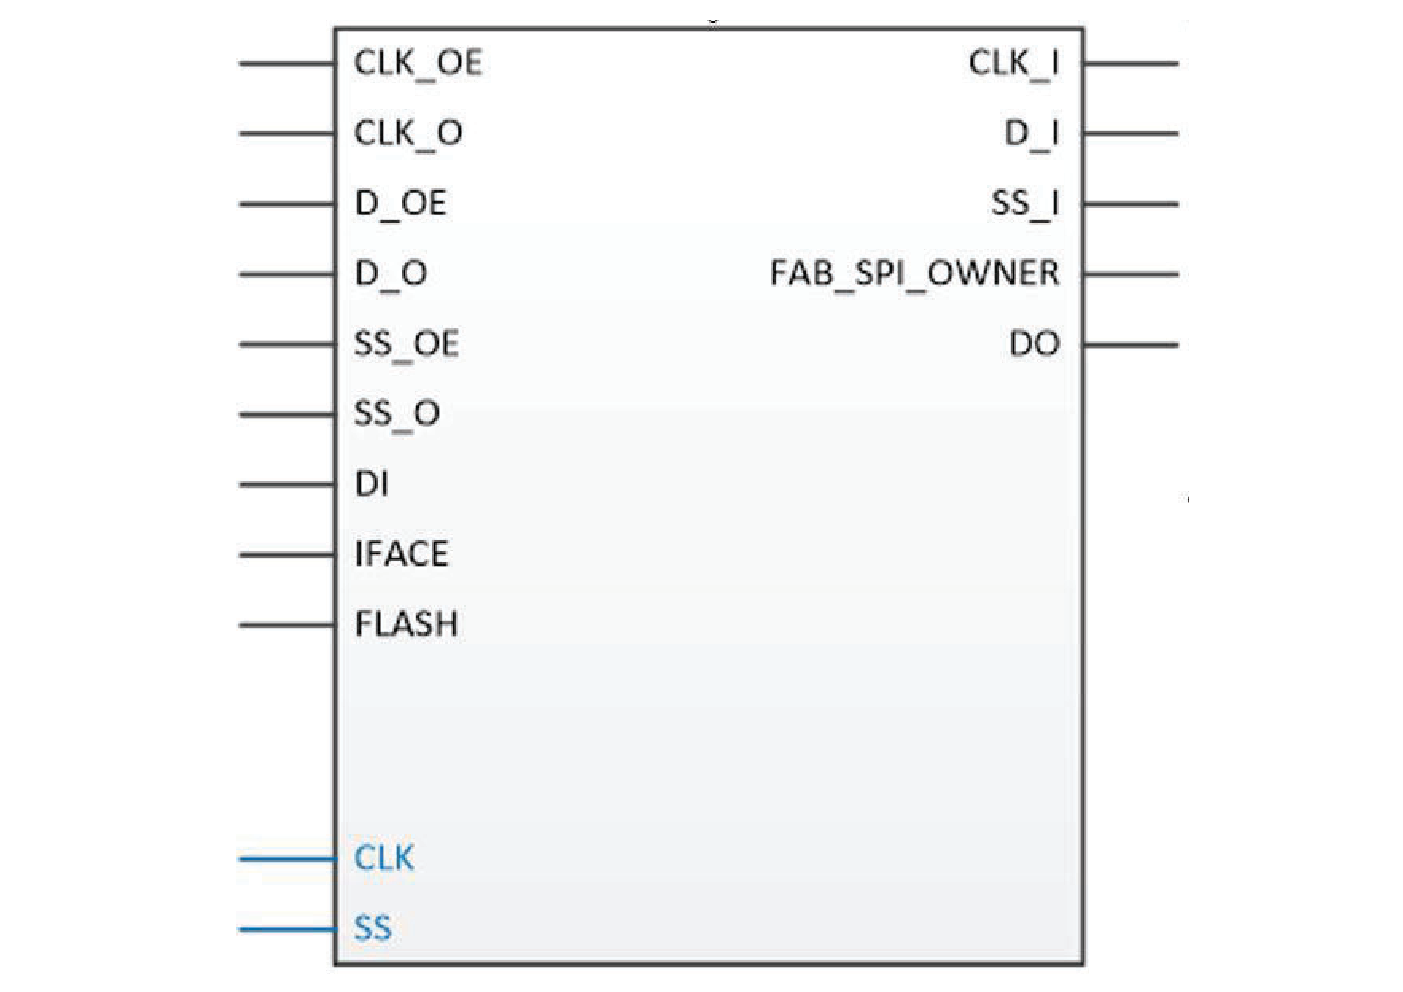 CLK_OE
CLK_O
D_OE
D_O
SS_OE
SS_O
DI
IFACE
FLASH
CLK
SS
CLK_I
D_I
SS_I
FAB_SPI_OWNER
DO